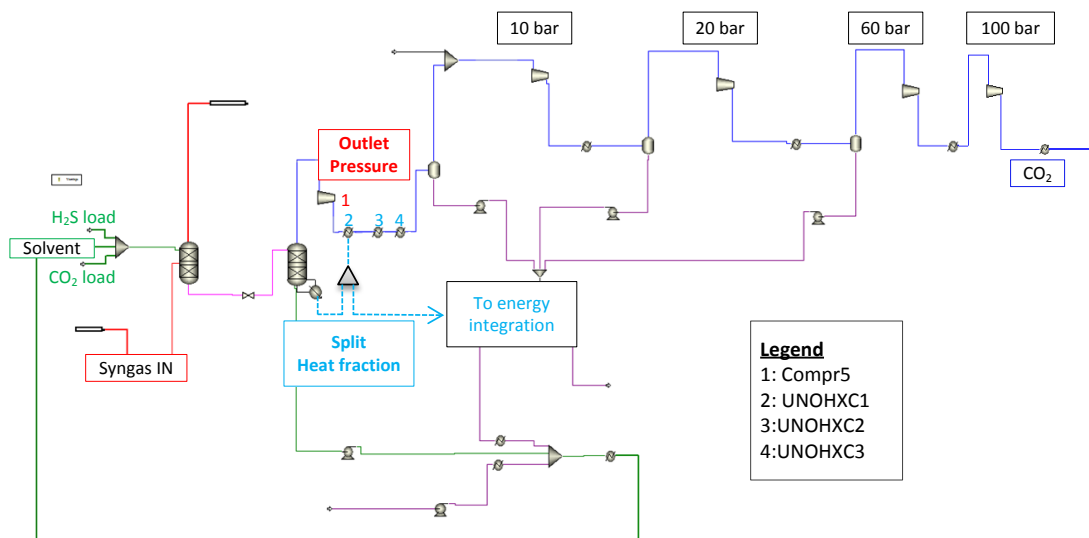 10 bar
20 bar
60 bar
100 bar
Outlet
Pressure
1
2
3
4
H₂S load
Solvent
CO₂ load
CO₂
Syngas IN
Split
Heat fraction
To energy
integration
Legend
1: Compr5
2: UNOHXC1
3:UNOHXC2
4:UNOHXC3